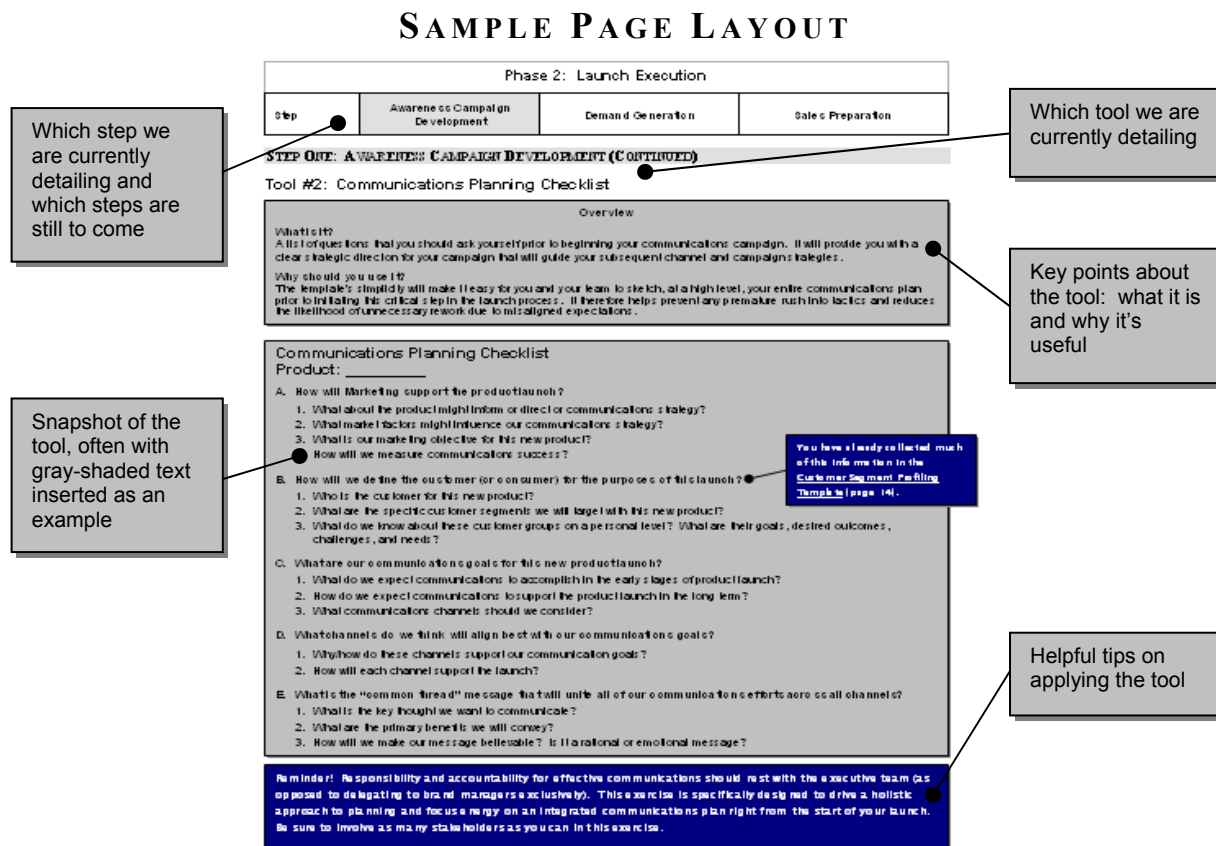 SAMPLE PAGE LAYOUT
Phase 2: Launch Execution
Step
Awareness Campaign
Development
Demand Generation
Sales Preparation
STEP ONE: AWARENESS CAMPAIGN DEVELOPMENT (CONTINUED)
Tool #2: Communications Planning Checklist
Overview
What is it?
A list of questions that you should ask yourself prior to beginning your communications campaign. It will provide you with a
clear strategic direction for your campaign that will guide your subsequent channel and campaign strategies.
Why should you use it?
The template's simplicity will make it easy for you and your team to sketch, at a high level, your entire communications plan
prior to initiating this critical step in the launch process. It therefore helps prevent any premature rush into tactics and reduces
the likelihood of unnecessary rework due to misaligned expectations.
Communications Planning Checklist
Product: __________
A. How will Marketing support the product launch?
1. What about the product might inform or direct or communications strategy?
2. What market factors might influence our communications strategy?
3. What is our marketing objective for this new product?
How will we measure communications success?
B. How will we define the customer (or consumer) for the purposes of this launch?
1. Who is the customer for this new product?
2. What are the specific customer segments we will target with this new product?
3. What do we know about these customer groups on a personal level? What are their goals, desired outcomes,
challenges, and needs?
You have already collected much
of this information in the
Customer Segment Profiling
Template (page 14).
C. What are our communications goals for this new product launch?
1. What do we expect communications to accomplish in the early stages of product launch?
2. How do we expect communications to support the product launch in the long term?
3. What communications channels should we consider?
D. What channels do we think will align best with our communications goals?
1. Why/how do these channels support our communication goals?
2. How will each channel support the launch?
E. What is the “common thread” message that will unite all of our communications efforts across all channels?
1. What is the key thought we want to communicate?
2. What are the primary benefits we will convey?
3. How will we make our message believable? Is it a rational or emotional message?
Reminder! Responsibility and accountability for effective communications should rest with the executive team (as
opposed to delegating to brand managers exclusively). This exercise is specifically designed to drive a holistic
approach to planning and focus energy on an integrated communications plan right from the start of your launch.
Be sure to involve as many stakeholders as you can in this exercise.
Which step we
are currently
detailing and
which steps are
still to come
Snapshot of the
tool, often with
gray-shaded text
inserted as an
example
Which tool we are
currently detailing
Key points about
the tool: what it is
and why it's
useful
Helpful tips on
applying the tool